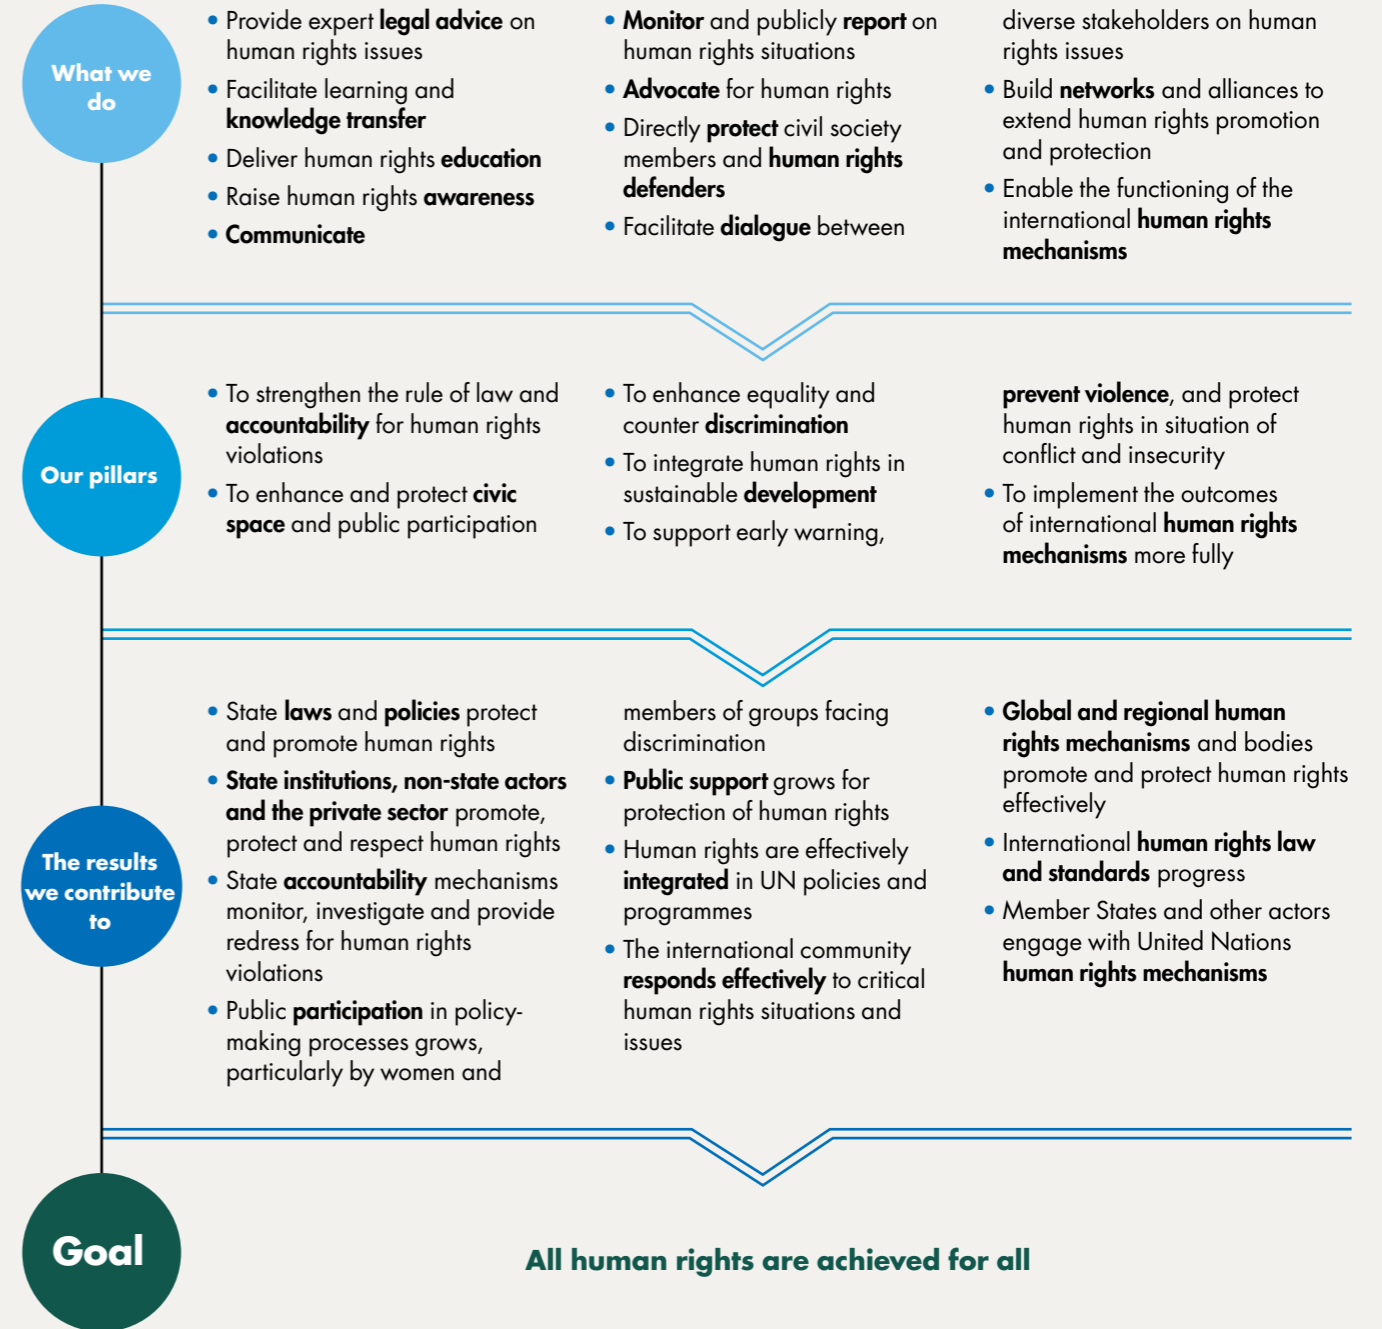 What we
do
• Provide expert legal advice on
human rights issues
• Facilitate learning and
knowledge transfer
• Deliver human rights education
• Raise human rights awareness
• Communicate
• Monitor and publicly report on
human rights situations
• Advocate for human rights
• Directly protect civil society
members and human rights
defenders
• Facilitate dialogue between
diverse stakeholders on human
rights issues
• Build networks and alliances to
extend human rights promotion
and protection
• Enable the functioning of the
international human rights
mechanisms
Our pillars
• To strengthen the rule of law and
accountability for human rights
violations
• To enhance and protect civic
space and public participation
• To enhance equality and
counter discrimination
• To integrate human rights in
sustainable development
• To support early warning,
prevent violence, and protect
human rights in situation of
conflict and insecurity
• To implement the outcomes
of international human rights
mechanisms more fully
The results
we contribute
to
• State laws and policies protect
and promote human rights
• State institutions, non-state actors
and the private sector promote,
protect and respect human rights
• State accountability mechanisms
monitor, investigate and provide
redress for human rights
violations
• Public participation in policy-
making processes grows,
particularly by women and
members of groups facing
discrimination
• Public support grows for
protection of human rights
• Human rights are effectively
integrated in UN policies and
programmes
• The international community
responds effectively to critical
human rights situations and
issues
• Global and regional human
rights mechanisms and bodies
promote and protect human rights
effectively
• International human rights law
and standards progress
• Member States and other actors
engage with United Nations
human rights mechanisms
Goal
All human rights are achieved for all